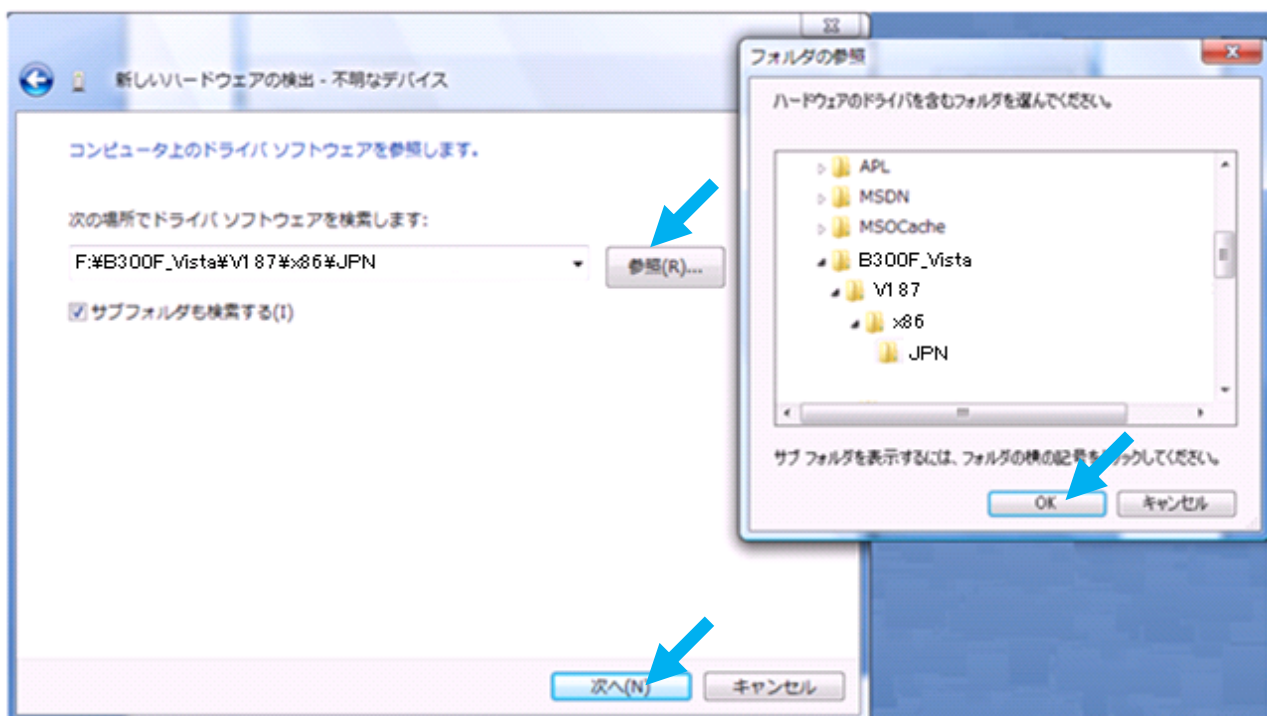 新しいハードウェアの検出 - 不明なデバイス
コンピュータ上のドライバ ソフトウェアを参照します。
次の場所でドライバ ソフトウェアを検索します:
F:¥B300F_Vista¥V187¥x86¥JPN
参照(R)...
サブフォルダも検索する(I)
次へ(N)
キャンセル
フォルダの参照
ハードウェアのドライバを含むフォルダを選んでください。
APL
MSDN
MSOCache
B300F_Vista
V187
x86
JPN
サブ フォルダを表示するには、フォルダの横の記号をクリックしてください。
OK
キャンセル